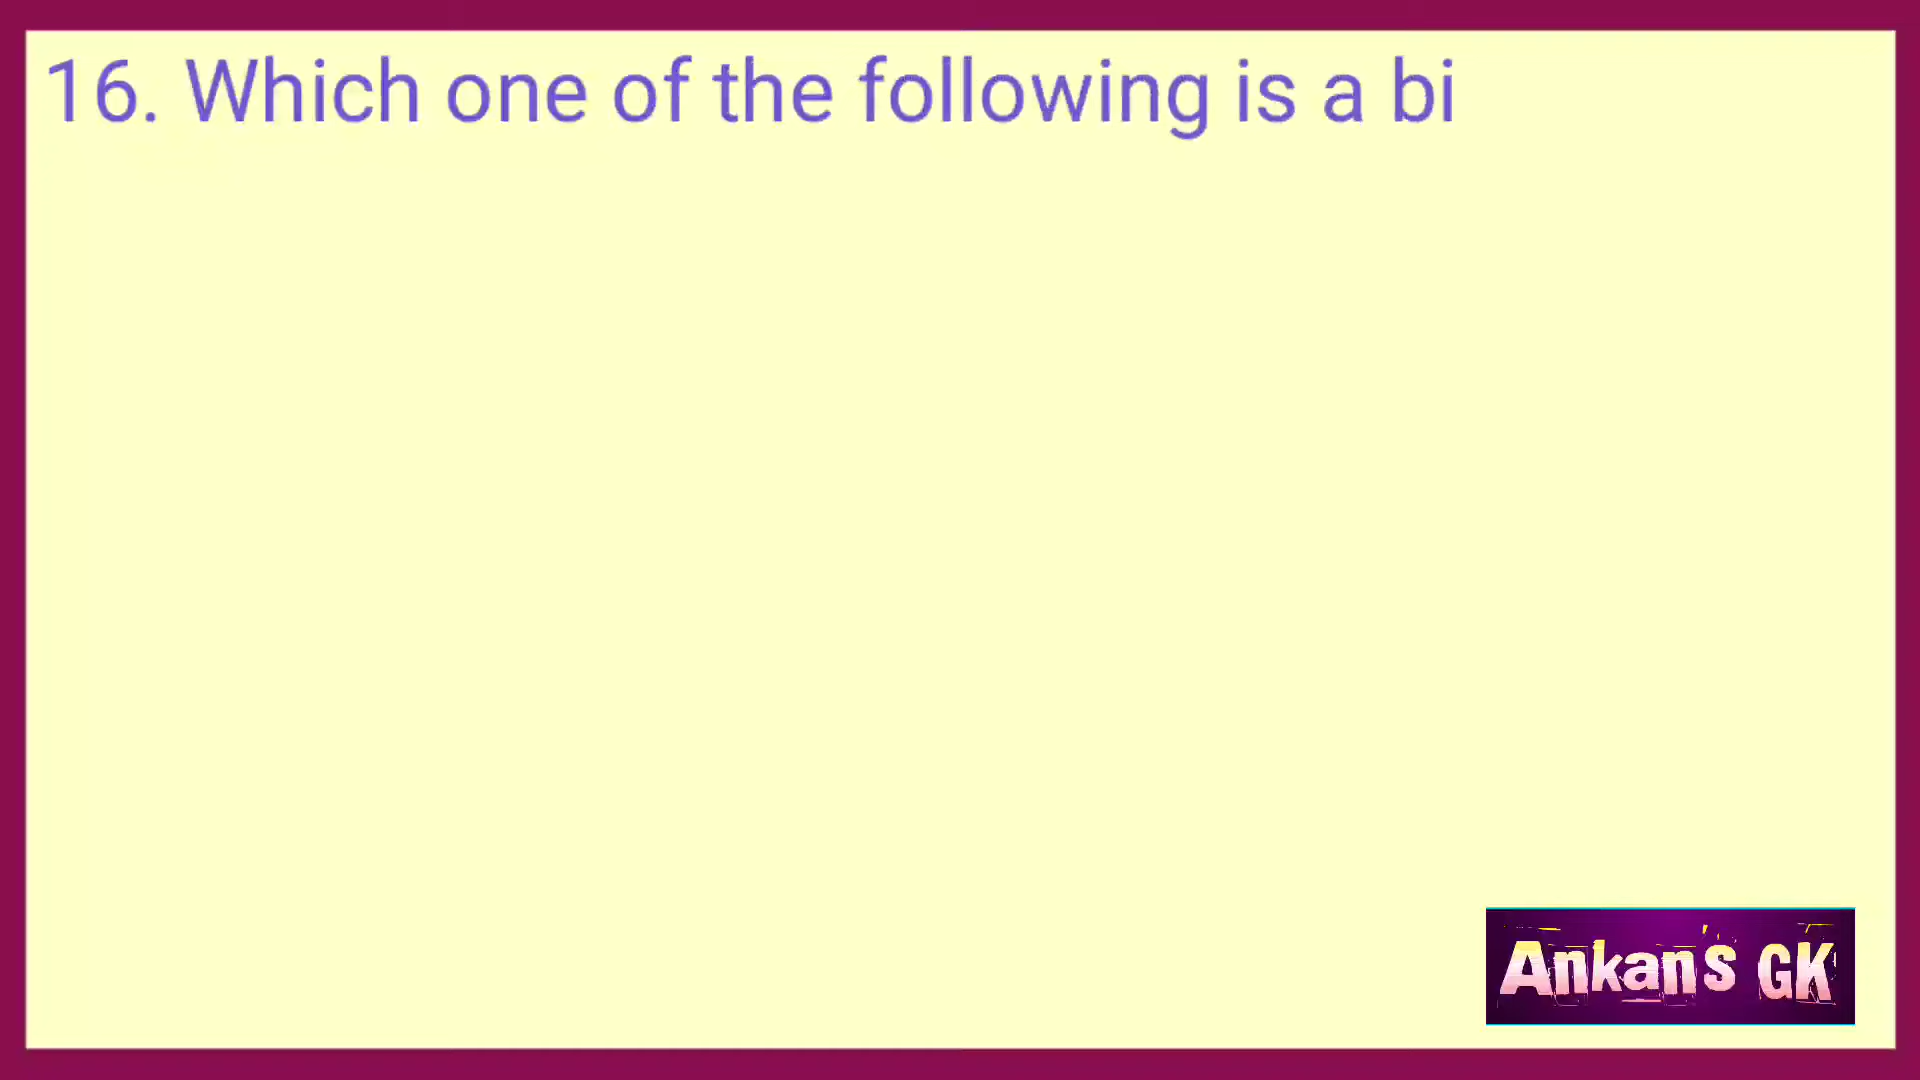 16. Which one of the following is a bi
Ankan's GK